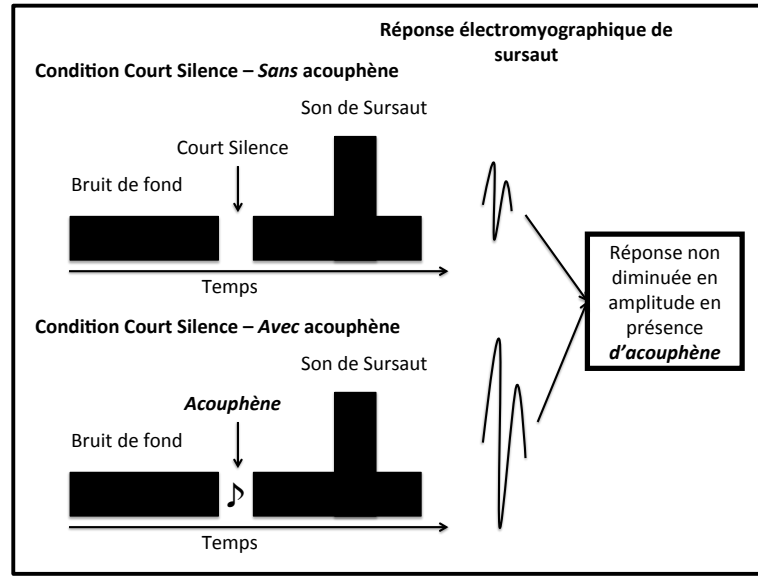 Réponse électromyographique de
sursaut
Condition Court Silence – Sans acouphène
Son de Sursaut
Court Silence
Bruit de fond
Temps
Condition Court Silence – Avec acouphène
Son de Sursaut
Acouphène
Bruit de fond
Temps
Réponse non
diminuée en
amplitude en
présence
d’acouphène